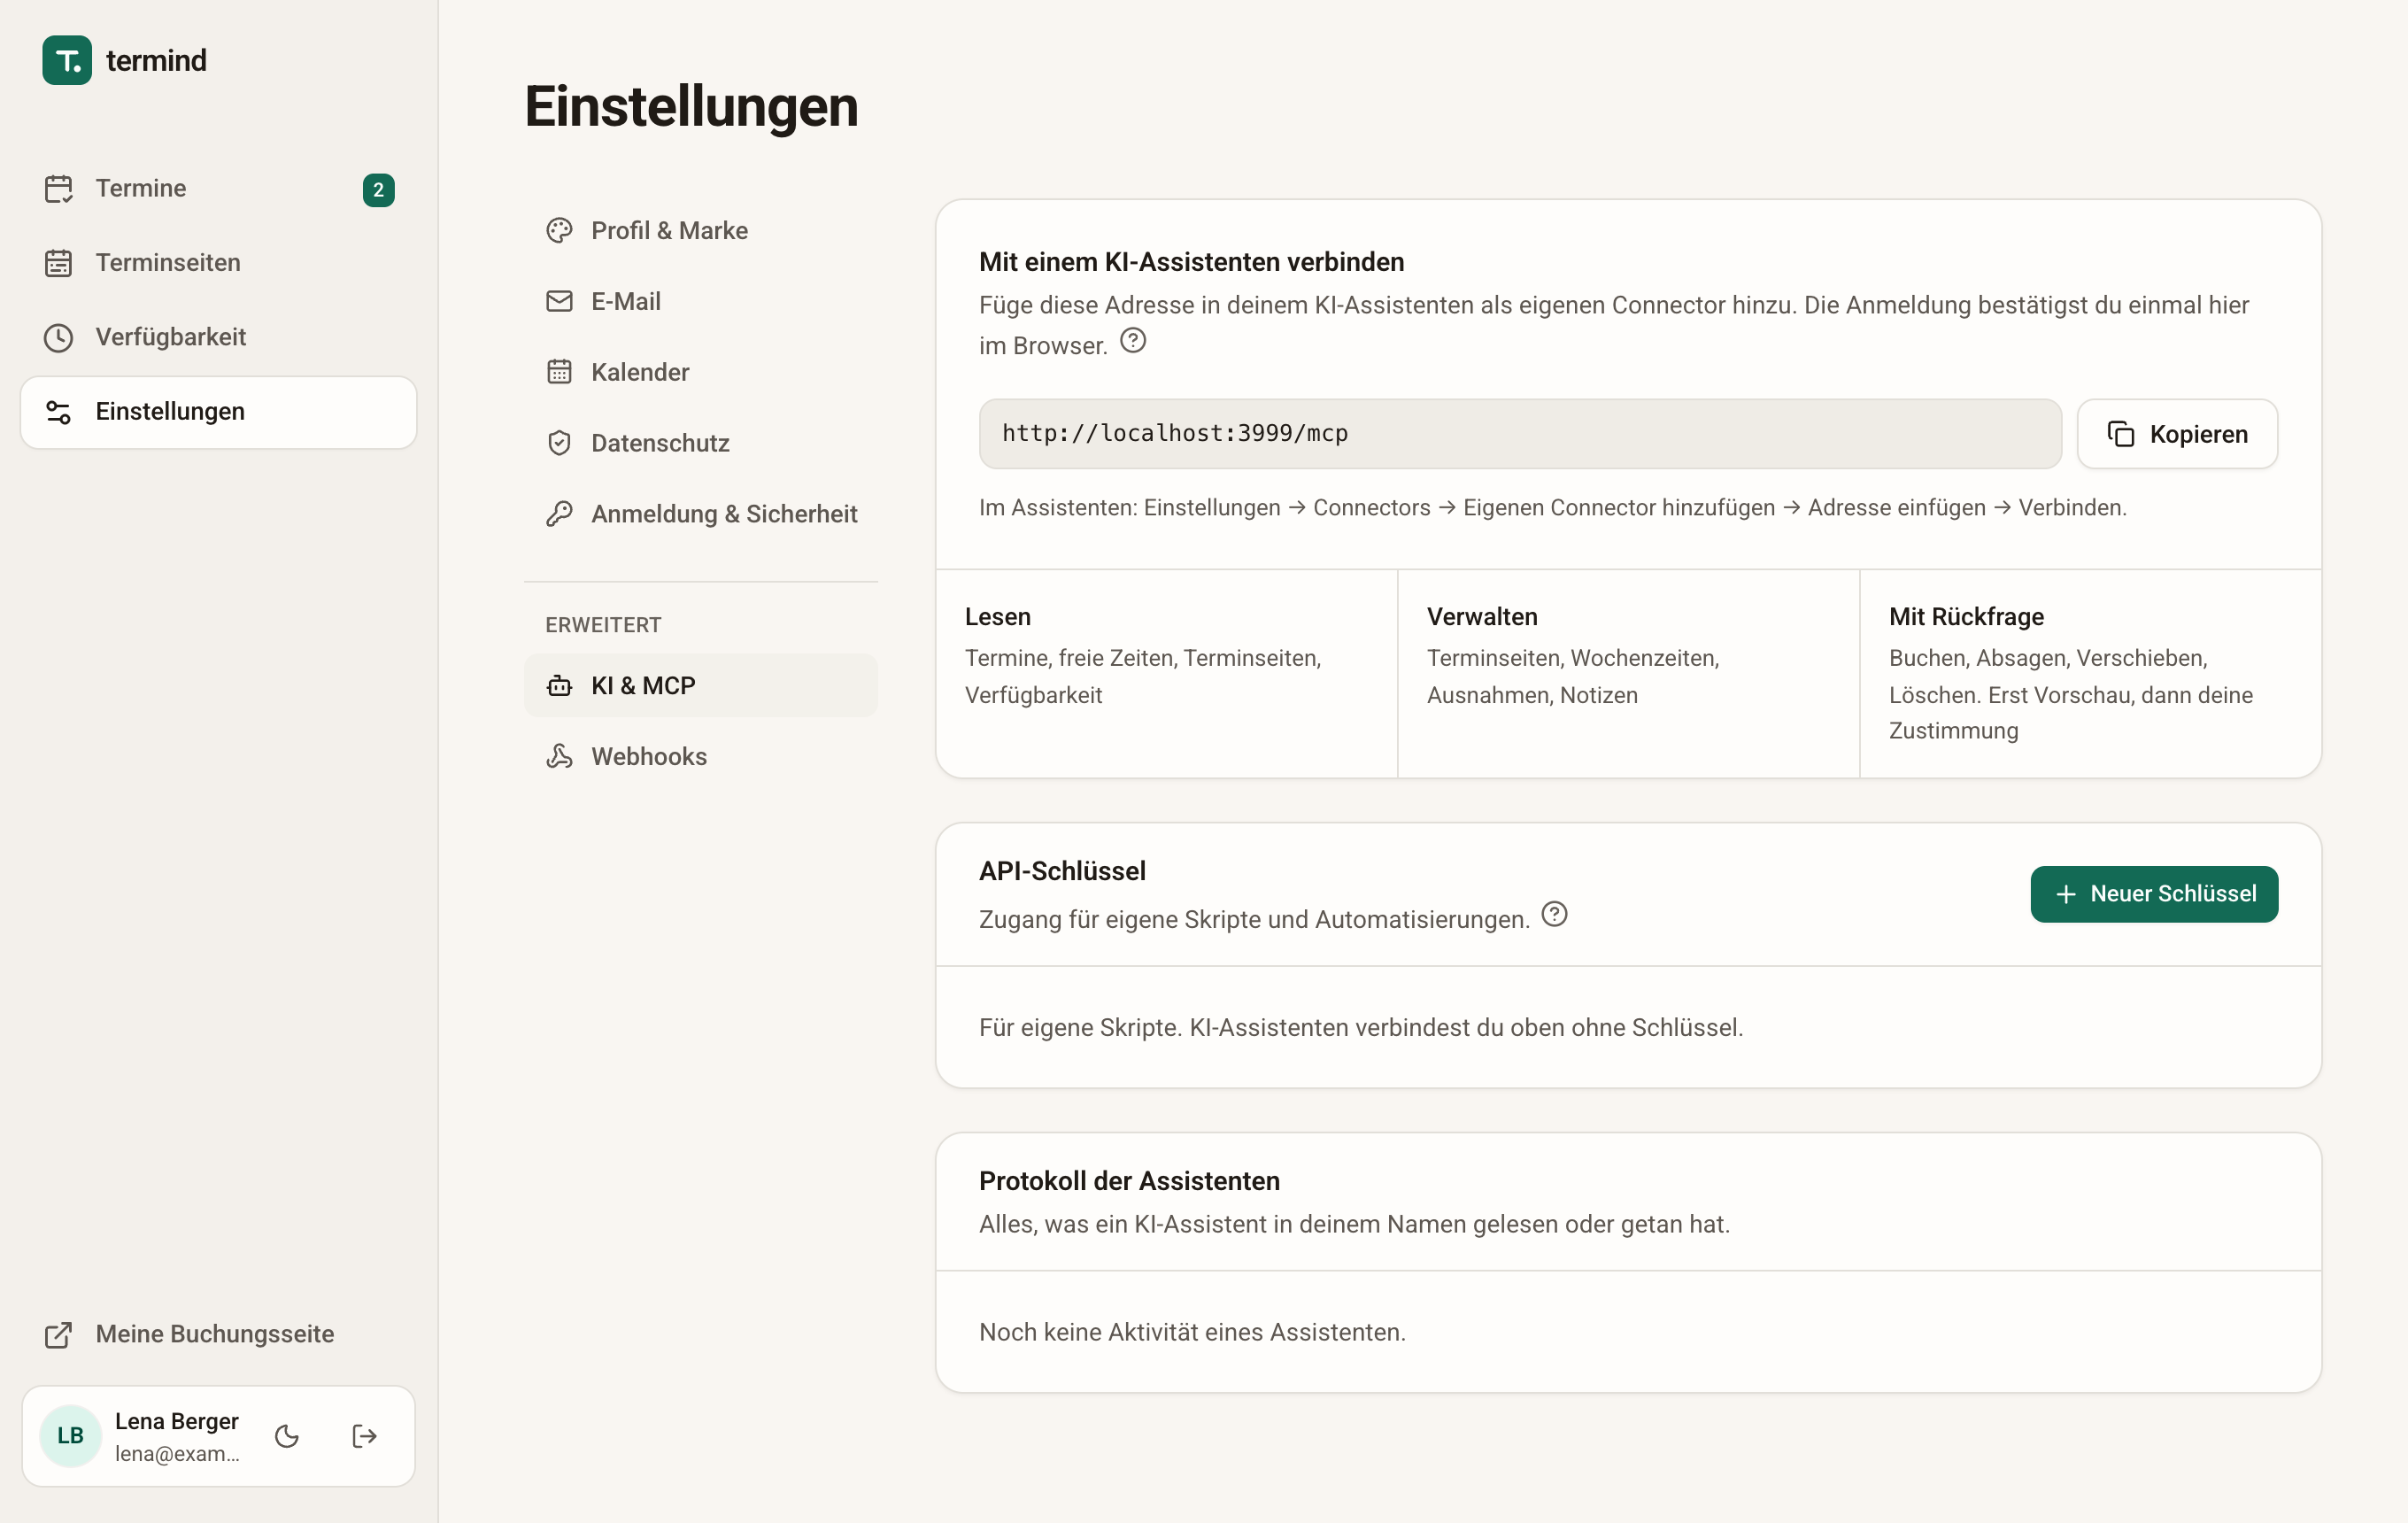 T.
termind
Termine
2
Terminseiten
Verfügbarkeit
Einstellungen
Meine Buchungsseite
LB
Lena Berger
lena@exam...
Einstellungen
Profil & Marke
E-Mail
Kalender
Datenschutz
Anmeldung & Sicherheit
ERWEITERT
KI & MCP
Webhooks
Mit einem KI-Assistenten verbinden
Füge diese Adresse in deinem KI-Assistenten als eigenen Connector hinzu. Die Anmeldung bestätigst du einmal hier
im Browser. ?
http://localhost:3999/mcp
Kopieren
Im Assistenten: Einstellungen → Connectors → Eigenen Connector hinzufügen → Adresse einfügen → Verbinden.
Lesen
Termine, freie Zeiten, Terminseiten,
Verfügbarkeit
Verwalten
Terminseiten, Wochenzeiten,
Ausnahmen, Notizen
Mit Rückfrage
Buchen, Absagen, Verschieben,
Löschen. Erst Vorschau, dann deine
Zustimmung
API-Schlüssel
Zugang für eigene Skripte und Automatisierungen. ?
+ Neuer Schlüssel
Für eigene Skripte. KI-Assistenten verbindest du oben ohne Schlüssel.
Protokoll der Assistenten
Alles, was ein KI-Assistent in deinem Namen gelesen oder getan hat.
Noch keine Aktivität eines Assistenten.